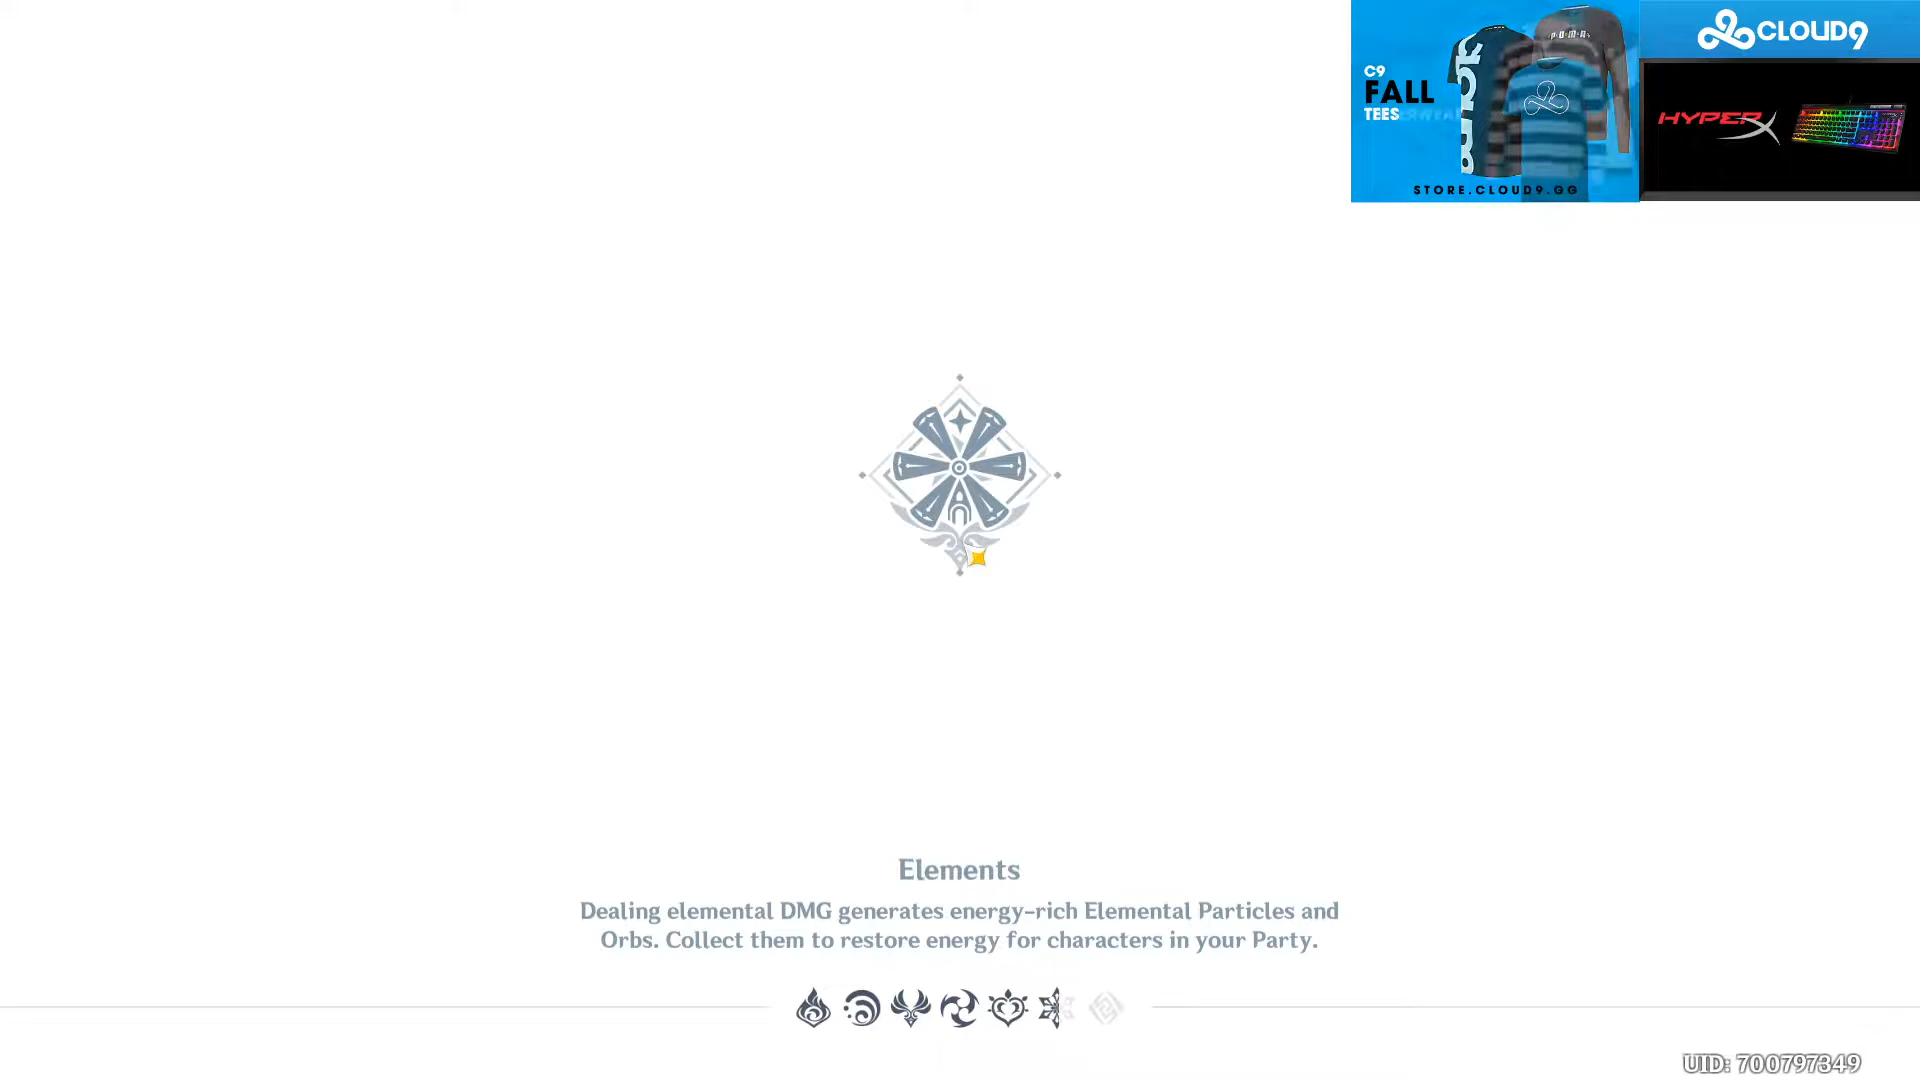 C9
FALL
TEES
PUMA
STORE.CLOUD9.GG
CLOUD9
HYPERX
Elements
Dealing elemental DMG generates energy-rich Elemental Particles and
Orbs. Collect them to restore energy for characters in your Party.
UID: 700797349